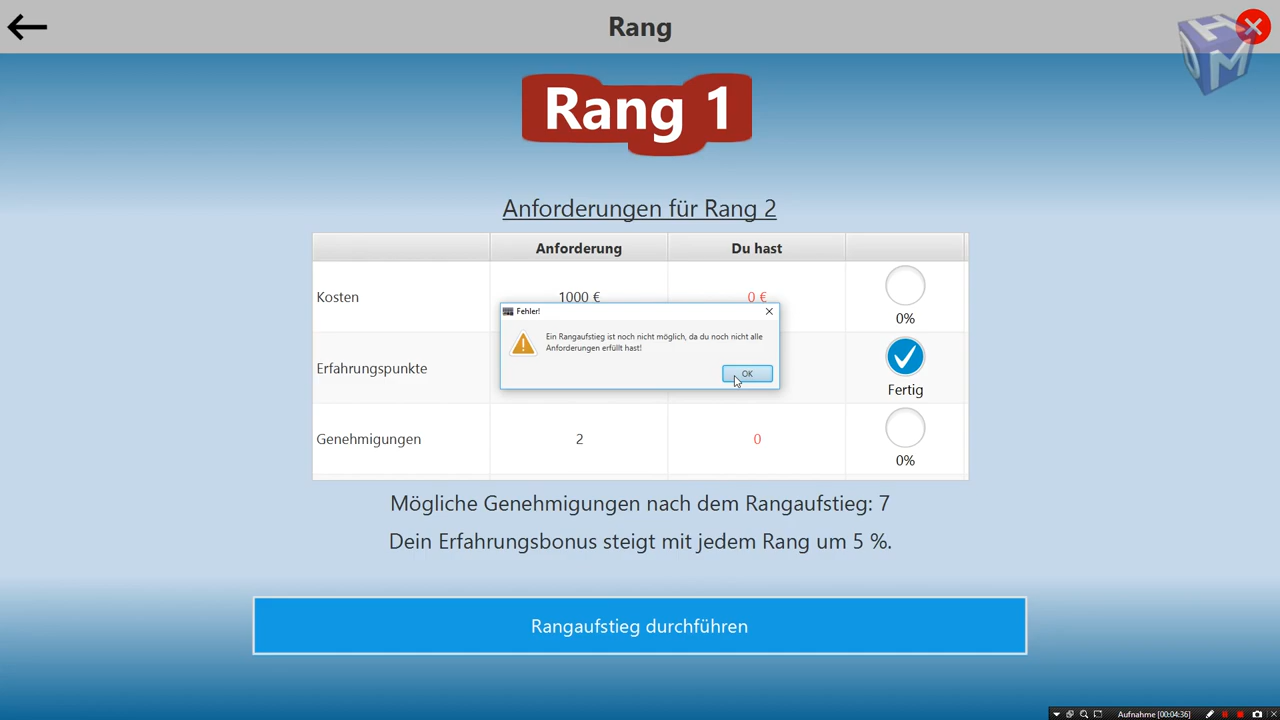 Rang
H
M
Rang 1
Anforderungen für Rang 2
Anforderung Du hast
Kosten 1000 € 0 €
0%
Fehler!
Ein Rangaufstieg ist noch nicht möglich, da du noch nicht alle
Anforderungen erfüllt hast!
OK
Erfahrungspunkte
Fertig
Genehmigungen 2 0
0%
Mögliche Genehmigungen nach dem Rangaufstieg: 7
Dein Erfahrungsbonus steigt mit jedem Rang um 5 %.
Rangaufstieg durchführen
Aufnahme [00:04:36]